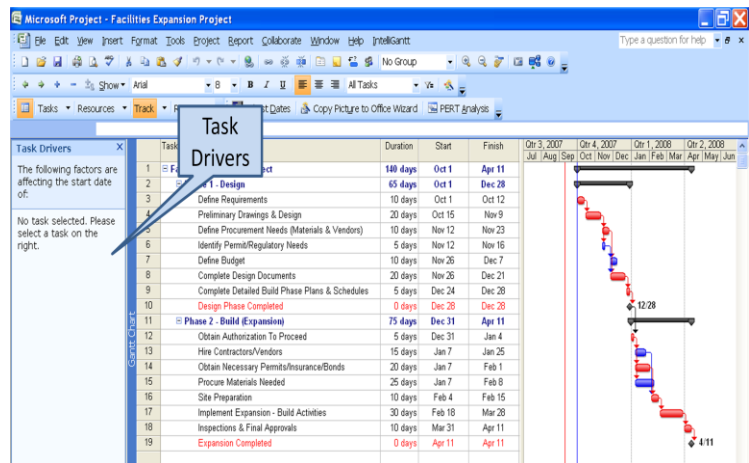 Microsoft Project - Facilities Expansion Project
File Edit View Insert Format Tools Project Report Collaborate Window Help IntelliGantt
Type a question for help
No Group
Show Arial 8 B I U All Tasks
Tasks Resources Track Dates Copy Picture to Office Wizard PERT Analysis
Task Drivers X
The following factors are
affecting the start date
of:
No task selected. Please
select a task on the
right.
Task
Drivers
Gantt Chart
Task Duration Start Finish
Qtr 3, 2007 Qtr 4, 2007 Qtr 1, 2008 Qtr 2, 2008
Jul Aug Sep Oct Nov Dec Jan Feb Mar Apr May Jun
1 140 days Oct 1 Apr 11
2 1 - Design 65 days Oct 1 Dec 28
3 Define Requirements 10 days Oct 1 Oct 12
4 Preliminary Drawings & Design 20 days Oct 15 Nov 9
5 Define Procurement Needs (Materials & Vendors) 10 days Nov 12 Nov 23
6 Identify Permit/Regulatory Needs 5 days Nov 12 Nov 16
7 Define Budget 10 days Nov 26 Dec 7
8 Complete Design Documents 20 days Nov 26 Dec 21
9 Complete Detailed Build Phase Plans & Schedules 5 days Dec 24 Dec 28
10 Design Phase Completed 0 days Dec 28 Dec 28
12/28
11 Phase 2 - Build (Expansion) 75 days Dec 31 Apr 11
12 Obtain Authorization To Proceed 5 days Dec 31 Jan 4
13 Hire Contractors/Vendors 15 days Jan 7 Jan 25
14 Obtain Necessary Permits/Insurance/Bonds 20 days Jan 7 Feb 1
15 Procure Materials Needed 25 days Jan 7 Feb 8
16 Site Preparation 10 days Feb 4 Feb 15
17 Implement Expansion - Build Activities 30 days Feb 18 Mar 28
18 Inspections & Final Approvals 10 days Mar 31 Apr 11
19 Expansion Completed 0 days Apr 11 Apr 11
4/11